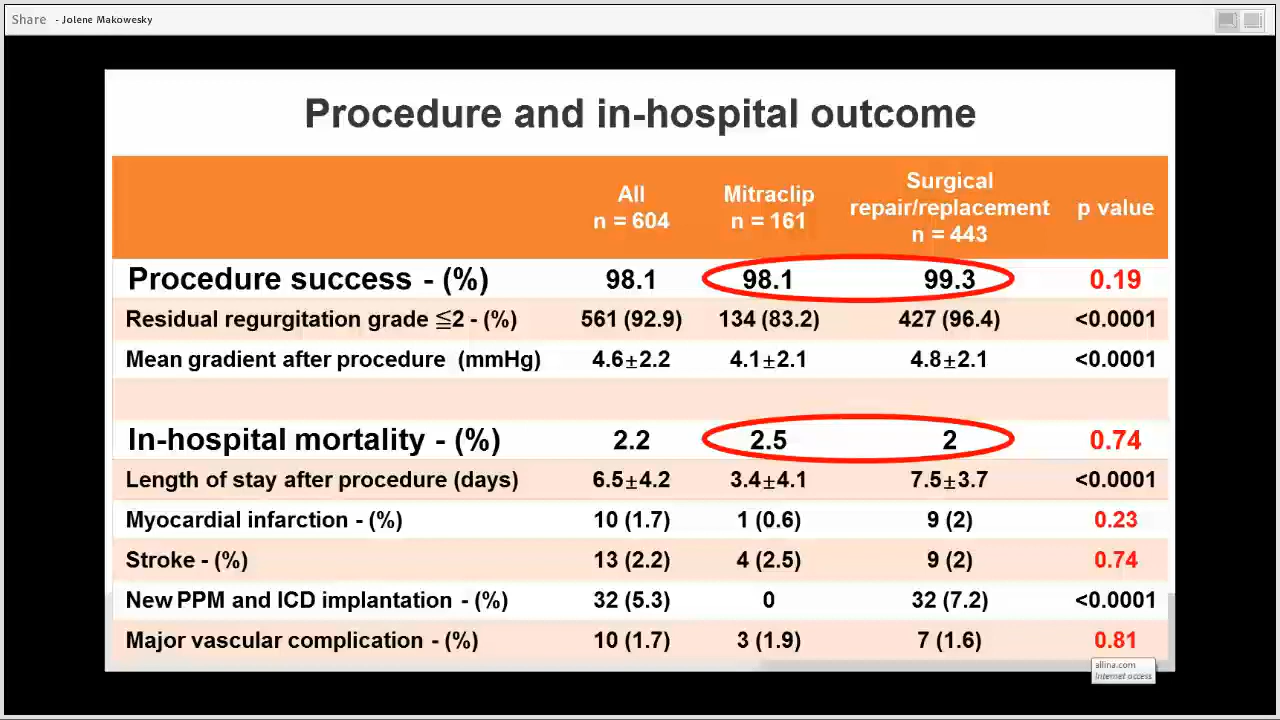 Share - Jolene Makowesky
Procedure and in-hospital outcome
All
n = 604
Mitraclip
n = 161
Surgical
repair/replacement
n = 443
p value
Procedure success - (%) 98.1 98.1 99.3 0.19
Residual regurgitation grade ≦2 - (%) 561 (92.9) 134 (83.2) 427 (96.4) <0.0001
Mean gradient after procedure (mmHg) 4.6±2.2 4.1±2.1 4.8±2.1 <0.0001
In-hospital mortality - (%) 2.2 2.5 2 0.74
Length of stay after procedure (days) 6.5±4.2 3.4±4.1 7.5±3.7 <0.0001
Myocardial infarction - (%) 10 (1.7) 1 (0.6) 9 (2) 0.23
Stroke - (%) 13 (2.2) 4 (2.5) 9 (2) 0.74
New PPM and ICD implantation - (%) 32 (5.3) 0 32 (7.2) <0.0001
Major vascular complication - (%) 10 (1.7) 3 (1.9) 7 (1.6) 0.81
allina.com
Internet access